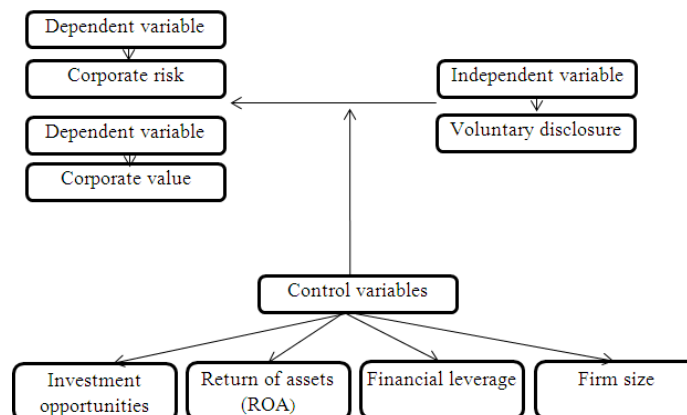 Dependent variable
Corporate risk
Independent variable
Voluntary disclosure
Dependent variable
Corporate value
Control variables
Investment
opportunities
Return of assets
(ROA)
Financial leverage
Firm size